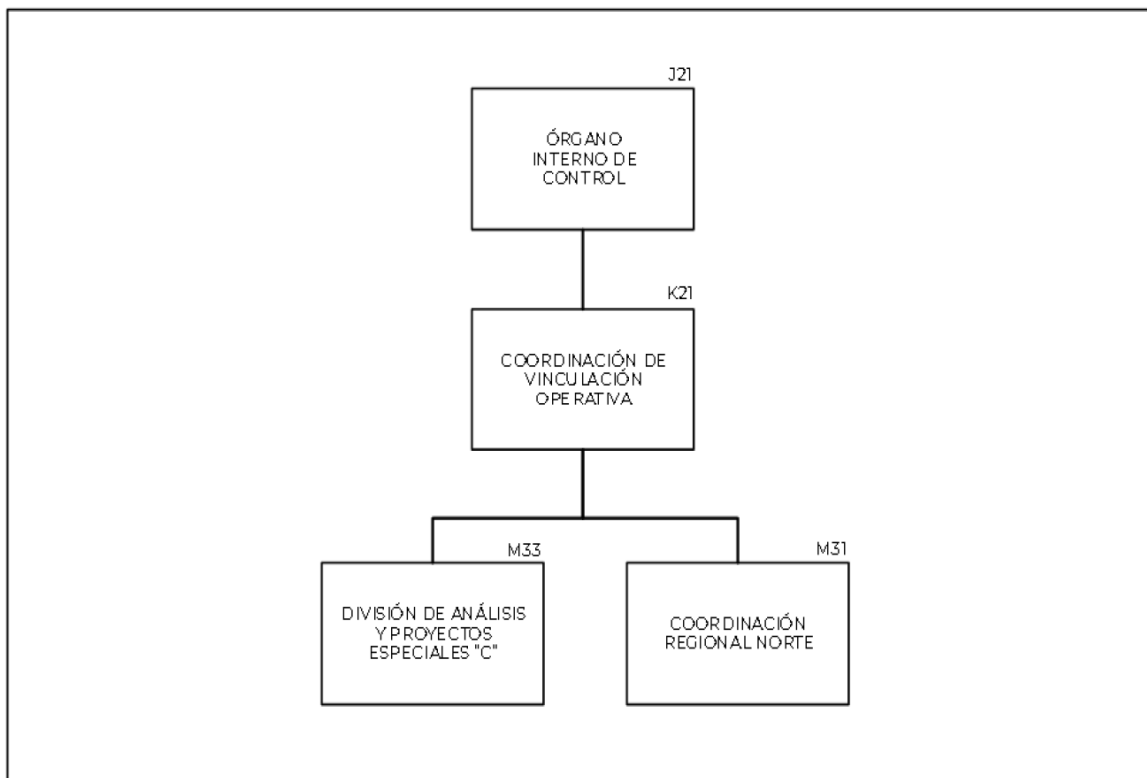 J21
ÓRGANO
INTERNO DE
CONTROL
K21
COORDINACIÓN DE
VINCULACIÓN
OPERATIVA
M33
DIVISIÓN DE ANÁLISIS
Y PROYECTOS
ESPECIALES "C"
M31
COORDINACIÓN
REGIONAL NORTE